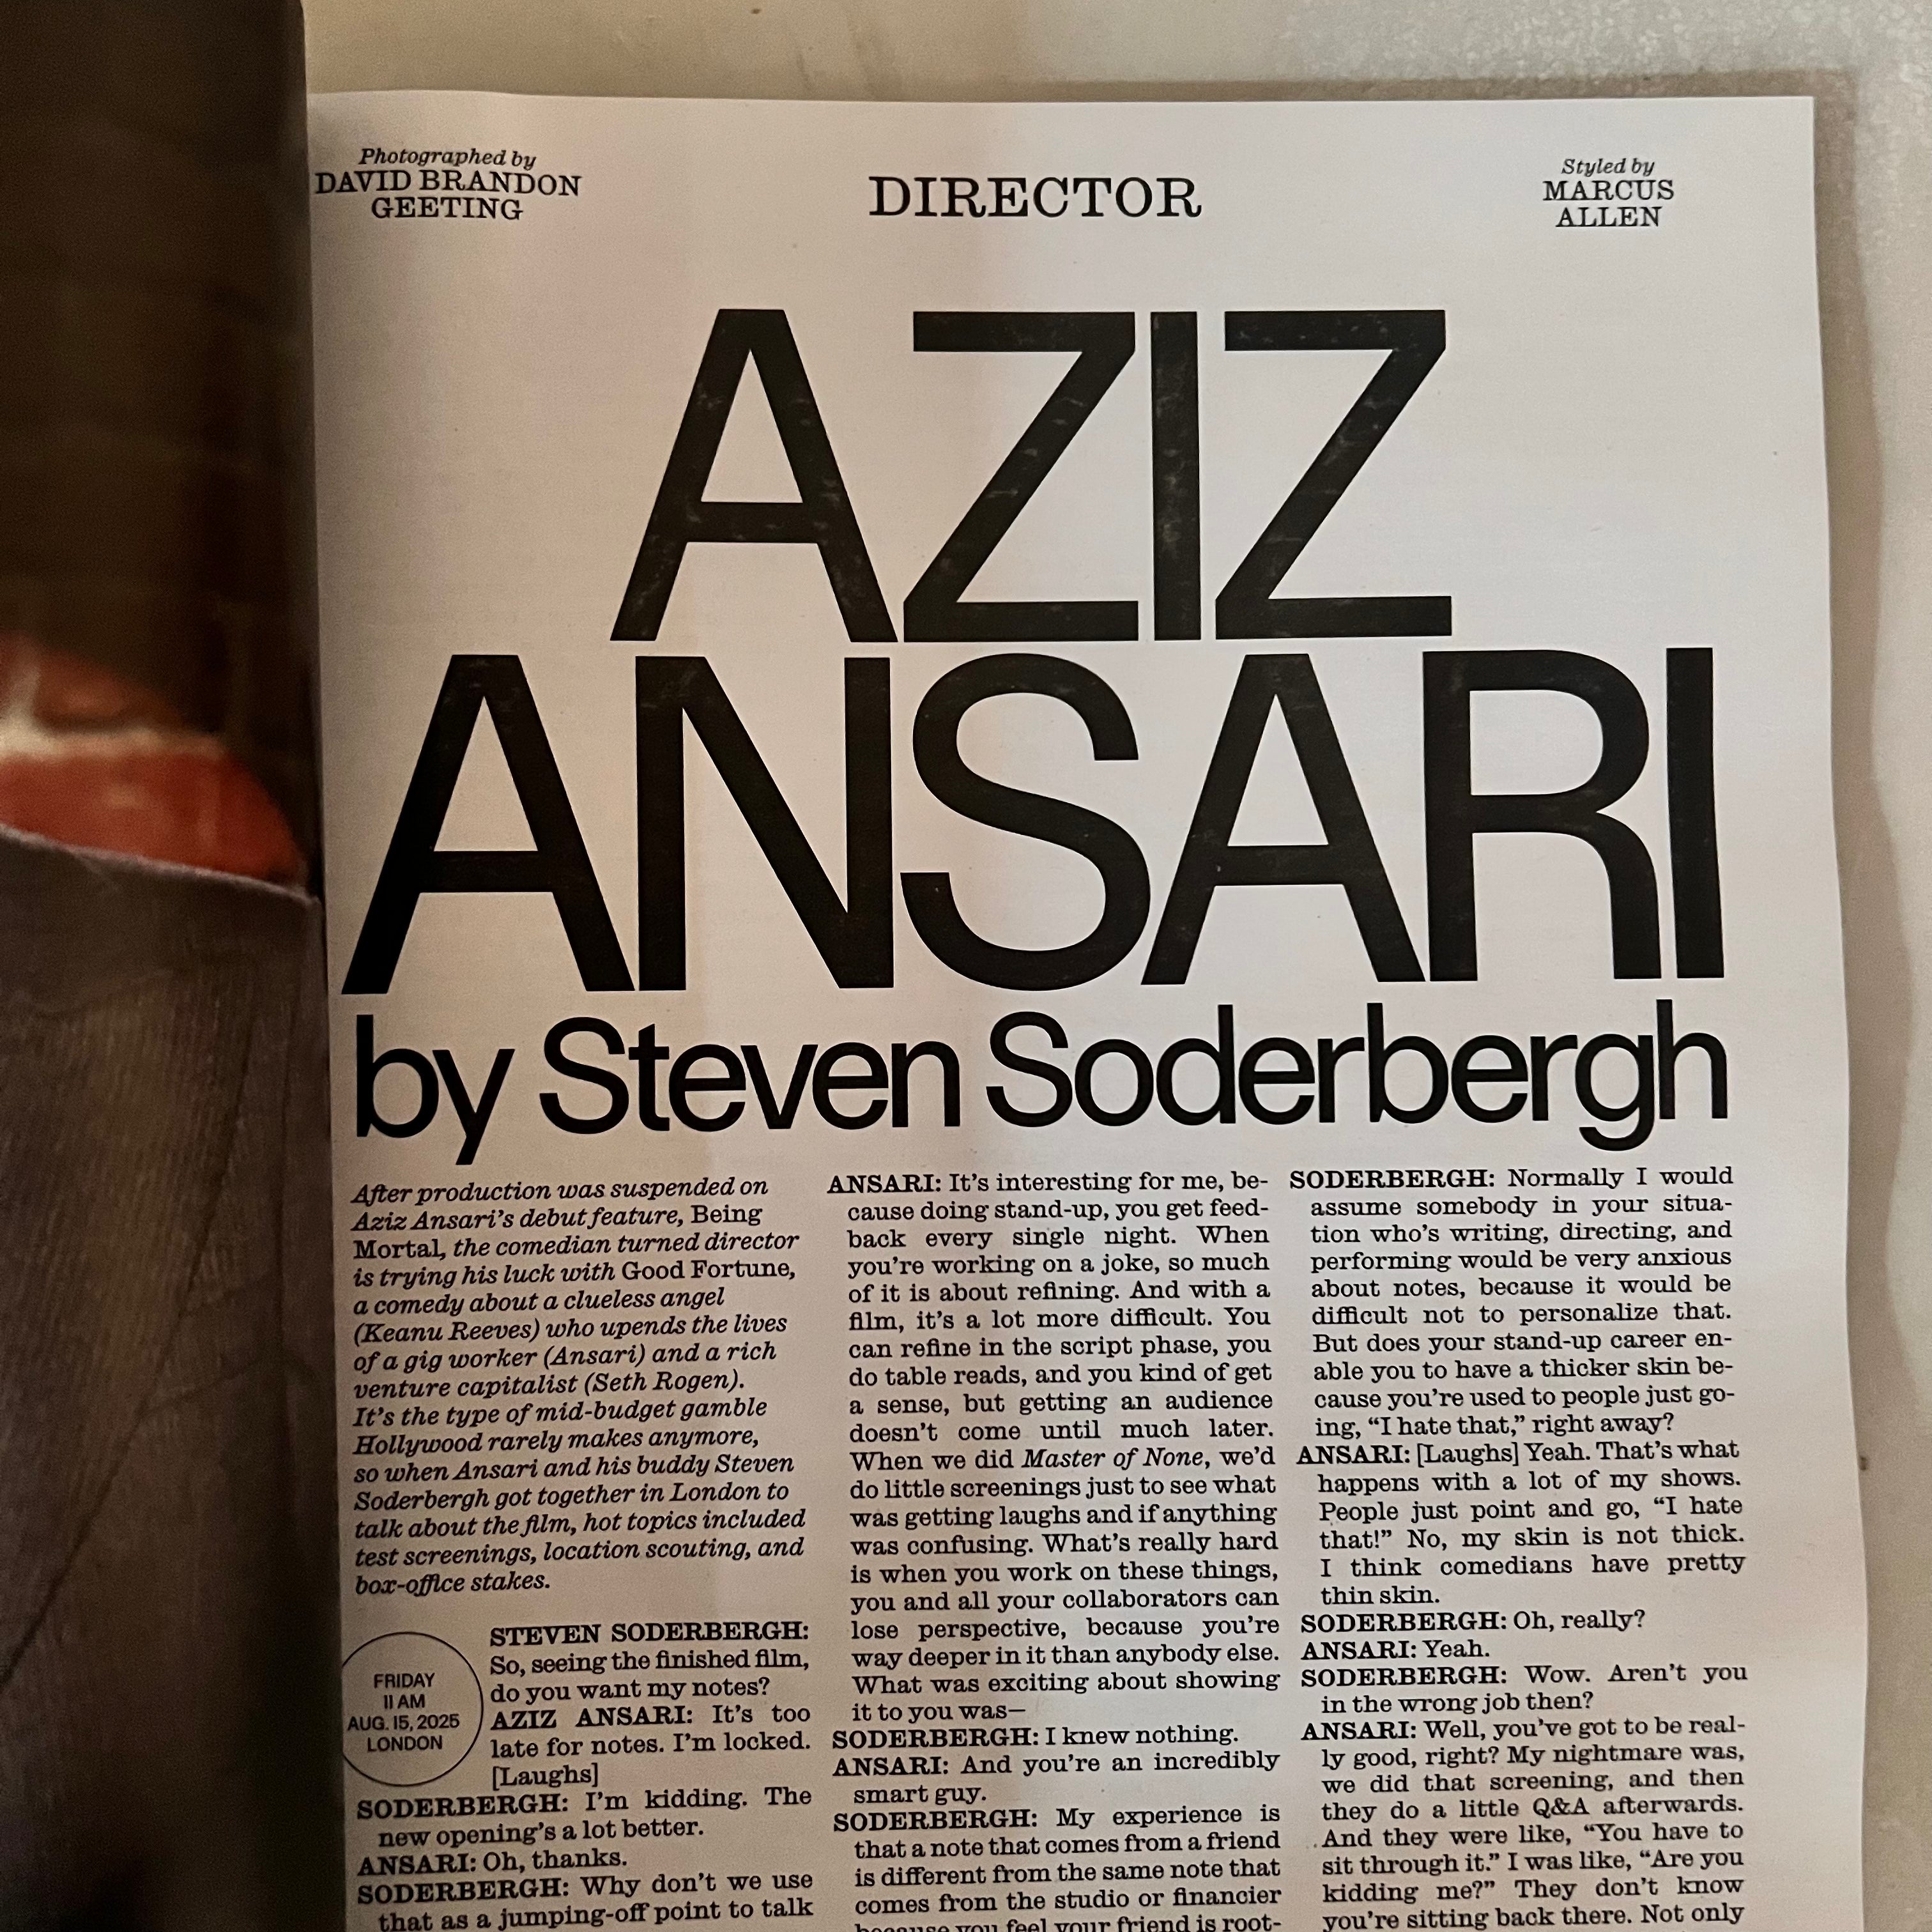 Photographed by
DAVID BRANDON
GEETING
DIRECTOR
Styled by
MARCUS
ALLEN
AZIZ
ANSARI
by Steven Soderbergh
After production was suspended on
Aziz Ansari's debut feature, Being
Mortal, the comedian turned director
is trying his luck with Good Fortune,
a comedy about a clueless angel
(Keanu Reeves) who upends the lives
of a gig worker (Ansari) and a rich
venture capitalist (Seth Rogen).
It's the type of mid-budget gamble
Hollywood rarely makes anymore,
so when Ansari and his buddy Steven
Soderbergh got together in London to
talk about the film, hot topics included
test screenings, location scouting, and
box-office stakes.
FRIDAY
11 AM
AUG. 15, 2025
LONDON
STEVEN SODERBERGH:
So, seeing the finished film,
do you want my notes?
AZIZ ANSARI: It's too
late for notes. I'm locked.
[Laughs]
SODERBERGH: I'm kidding. The
new opening's a lot better.
ANSARI: Oh, thanks.
SODERBERGH: Why don't we use
that as a jumping-off point to talk
ANSARI: It's interesting for me, be-
cause doing stand-up, you get feed-
back every single night. When
you're working on a joke, so much
of it is about refining. And with a
film, it's a lot more difficult. You
can refine in the script phase, you
do table reads, and you kind of get
a sense, but getting an audience
doesn't come until much later.
When we did Master of None, we'd
do little screenings just to see what
was getting laughs and if anything
was confusing. What's really hard
is when you work on these things,
you and all your collaborators can
lose perspective, because you're
way deeper in it than anybody else.
What was exciting about showing
it to you was—
SODERBERGH: I knew nothing.
ANSARI: And you're an incredibly
smart guy.
SODERBERGH: My experience is
that a note that comes from a friend
is different from the same note that
comes from the studio or financier
because you feel your friend is root-
SODERBERGH: Normally I would
assume somebody in your situa-
tion who's writing, directing, and
performing would be very anxious
about notes, because it would be
difficult not to personalize that.
But does your stand-up career en-
able you to have a thicker skin be-
cause you're used to people just go-
ing, "I hate that," right away?
ANSARI: [Laughs] Yeah. That's what
happens with a lot of my shows.
People just point and go, "I hate
that!" No, my skin is not thick.
I think comedians have pretty
thin skin.
SODERBERGH: Oh, really?
ANSARI: Yeah.
SODERBERGH: Wow. Aren't you
in the wrong job then?
ANSARI: Well, you've got to be real-
ly good, right? My nightmare was,
we did that screening, and then
they do a little Q&A afterwards.
And they were like, "You have to
sit through it." I was like, "Are you
kidding me?" They don't know
you're sitting back there. Not only